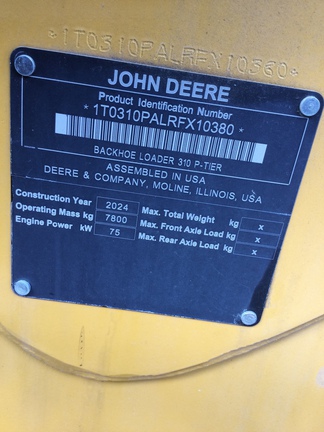 *1T0310PALRFX10380*
JOHN DEERE
Product Identification Number
* 1T0310PALRFX10380 *
BACKHOE LOADER 310 P-TIER
ASSEMBLED IN USA
DEERE & COMPANY, MOLINE, ILLINOIS, USA
Construction Year 2024 Max. Total Weight kg x
Operating Mass kg 7800 Max. Front Axle Load kg x
Engine Power kW 75 Max. Rear Axle Load kg x